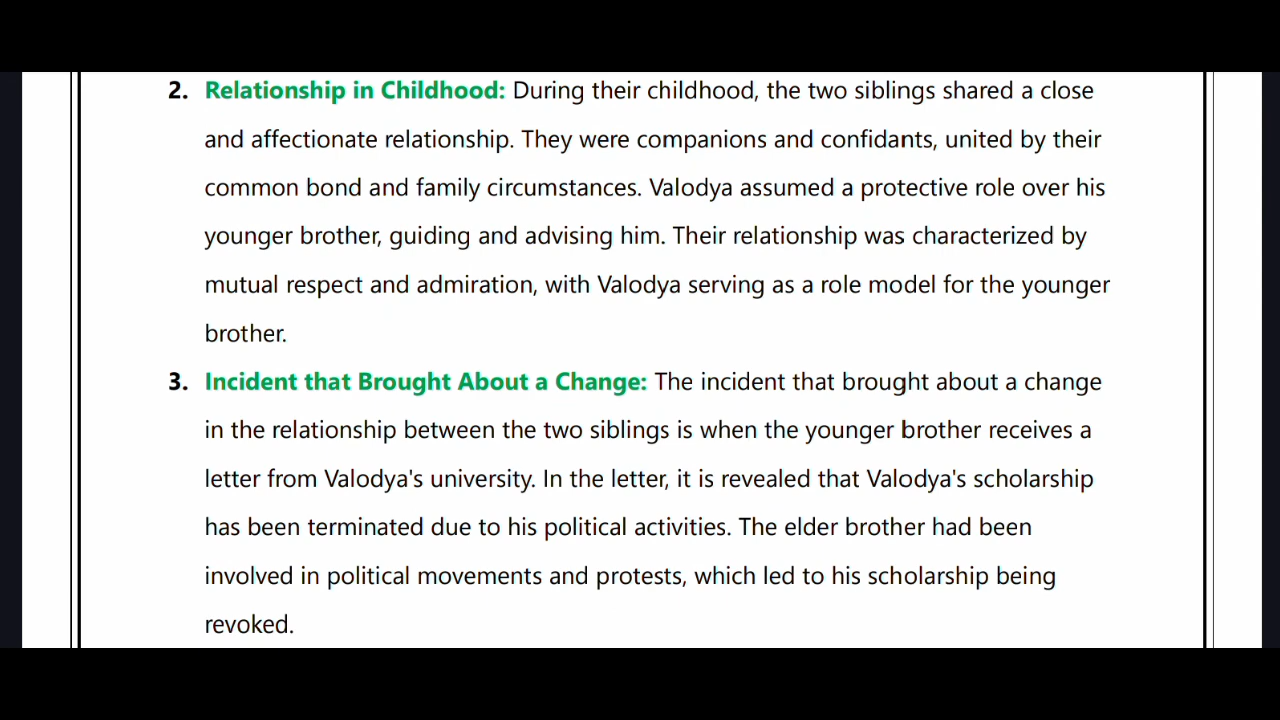 2. Relationship in Childhood: During their childhood, the two siblings shared a close
and affectionate relationship. They were companions and confidants, united by their
common bond and family circumstances. Valodya assumed a protective role over his
younger brother, guiding and advising him. Their relationship was characterized by
mutual respect and admiration, with Valodya serving as a role model for the younger
brother.
3. Incident that Brought About a Change: The incident that brought about a change
in the relationship between the two siblings is when the younger brother receives a
letter from Valodya's university. In the letter, it is revealed that Valodya's scholarship
has been terminated due to his political activities. The elder brother had been
involved in political movements and protests, which led to his scholarship being
revoked.